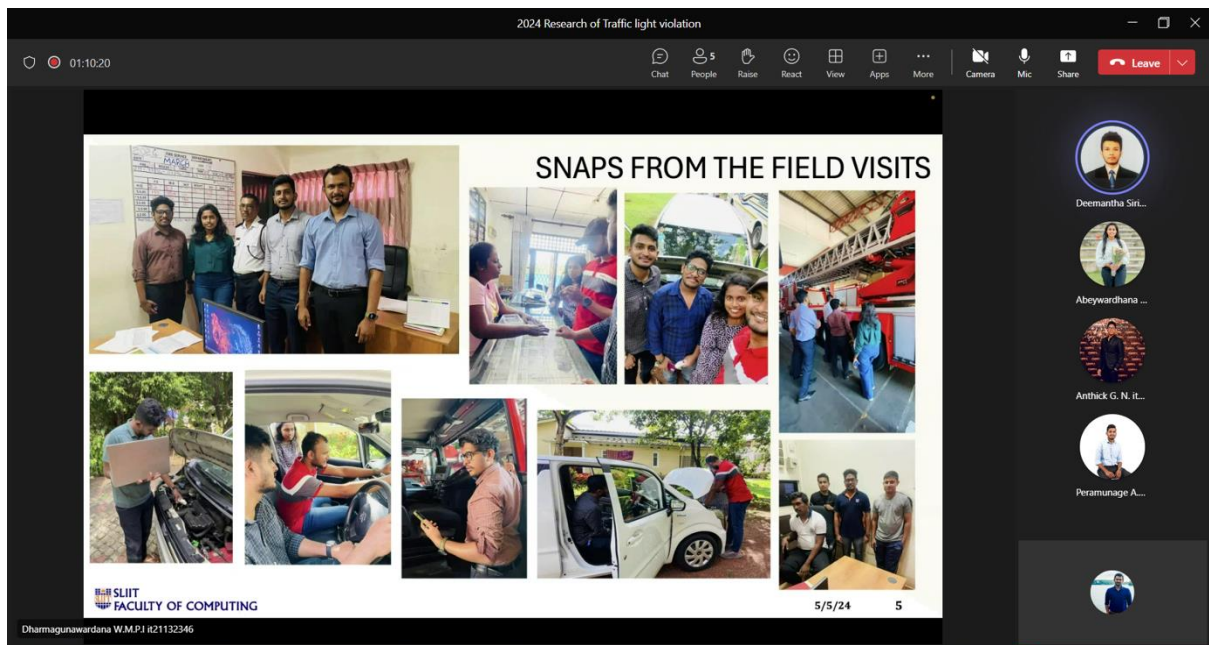 2024 Research of Traffic light violation
01:10:20
Chat
5
People
Raise
React
View
Apps
More
Camera
Mic
Share
Leave
SNAPS FROM THE FIELD VISITS
MARCH
Deemantha Siri...
Abeywardhana ...
Anthick G. N. it...
Peramunage A....
SLIIT
FACULTY OF COMPUTING
5/5/24
5
Dharmagunawardana W.M.P.I it21132346